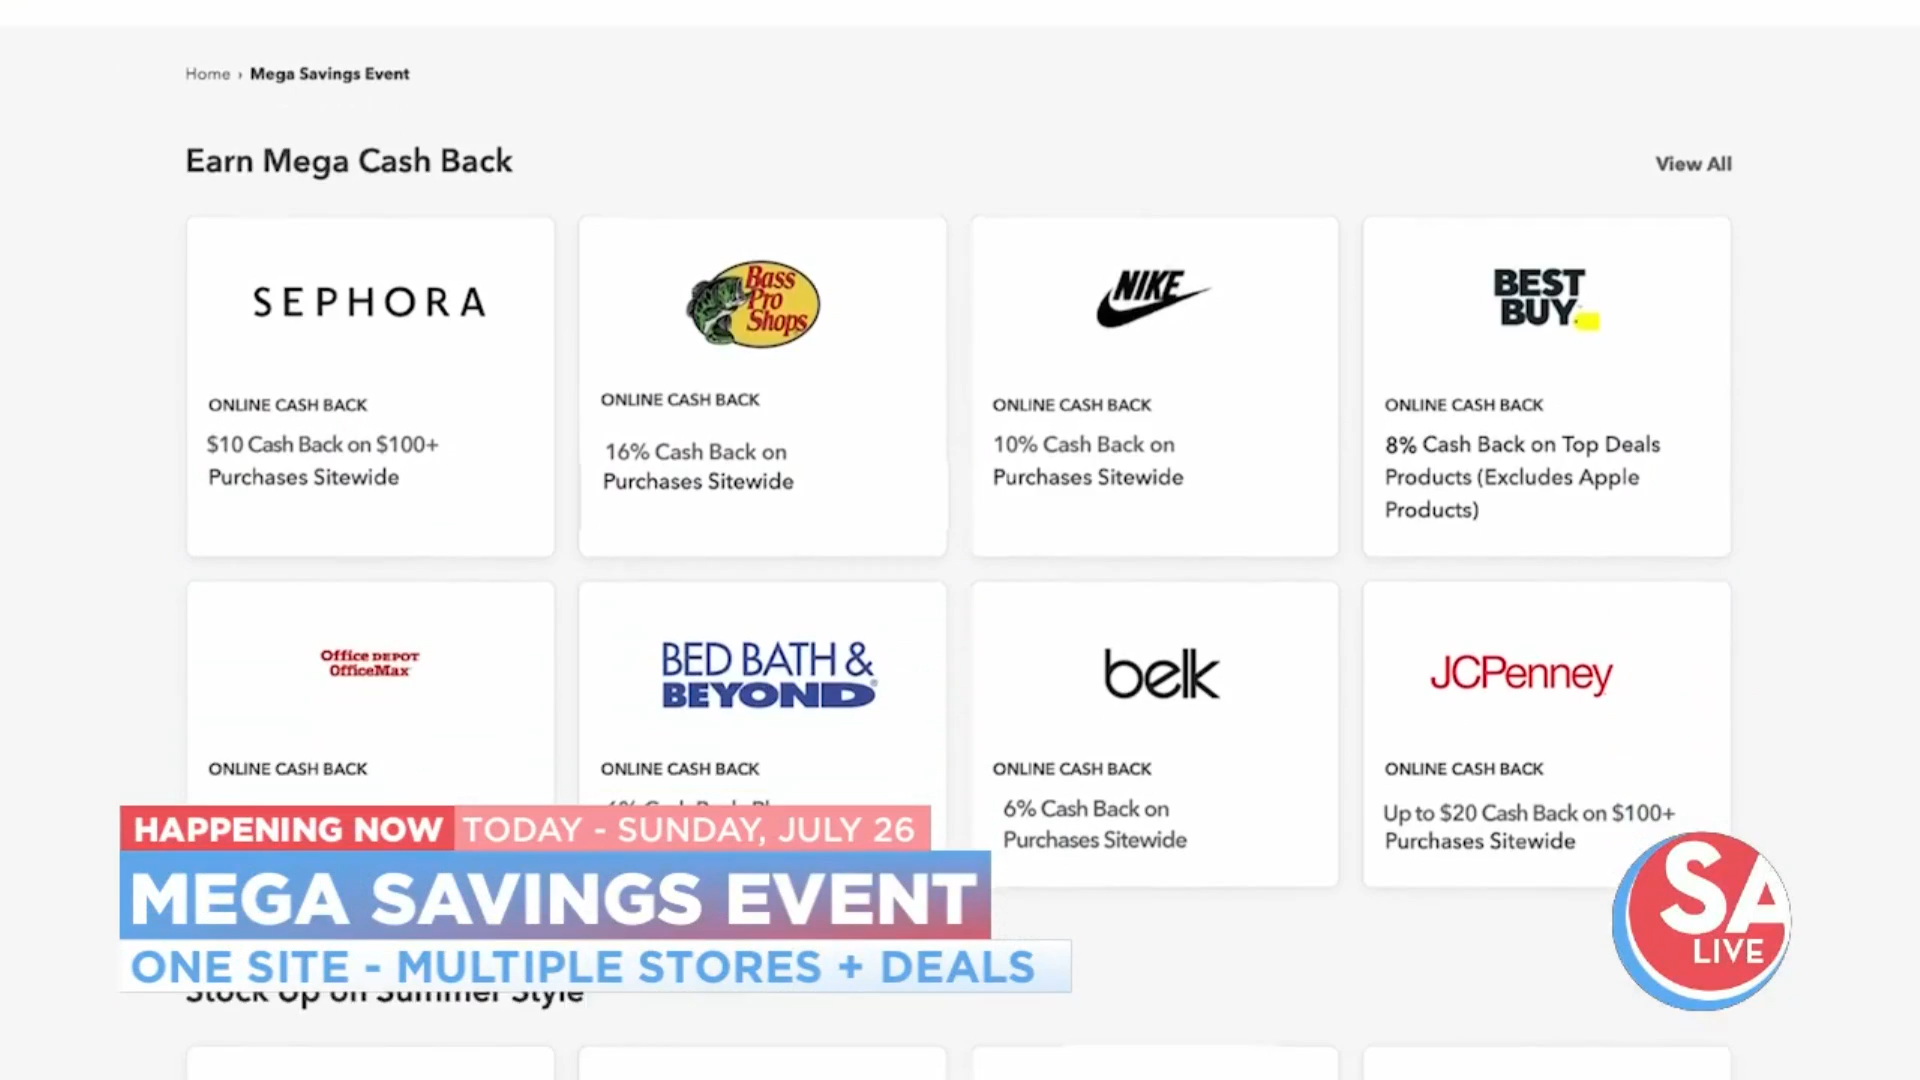 Home › Mega Savings Event
Earn Mega Cash Back
View All
SEPHORA
ONLINE CASH BACK
$10 Cash Back on $100+
Purchases Sitewide
Bass
Pro
Shops
ONLINE CASH BACK
16% Cash Back on
Purchases Sitewide
NIKE
ONLINE CASH BACK
10% Cash Back on
Purchases Sitewide
BEST
BUY
ONLINE CASH BACK
8% Cash Back on Top Deals
Products (Excludes Apple
Products)
Office DEPOT
OfficeMax
ONLINE CASH BACK
BED BATH &
BEYOND
ONLINE CASH BACK
belk
ONLINE CASH BACK
6% Cash Back on
Purchases Sitewide
JCPenney
ONLINE CASH BACK
Up to $20 Cash Back on $100+
Purchases Sitewide
HAPPENING NOW TODAY - SUNDAY, JULY 26
MEGA SAVINGS EVENT
ONE SITE - MULTIPLE STORES + DEALS
Stock Up on Summer Style
SA
LIVE